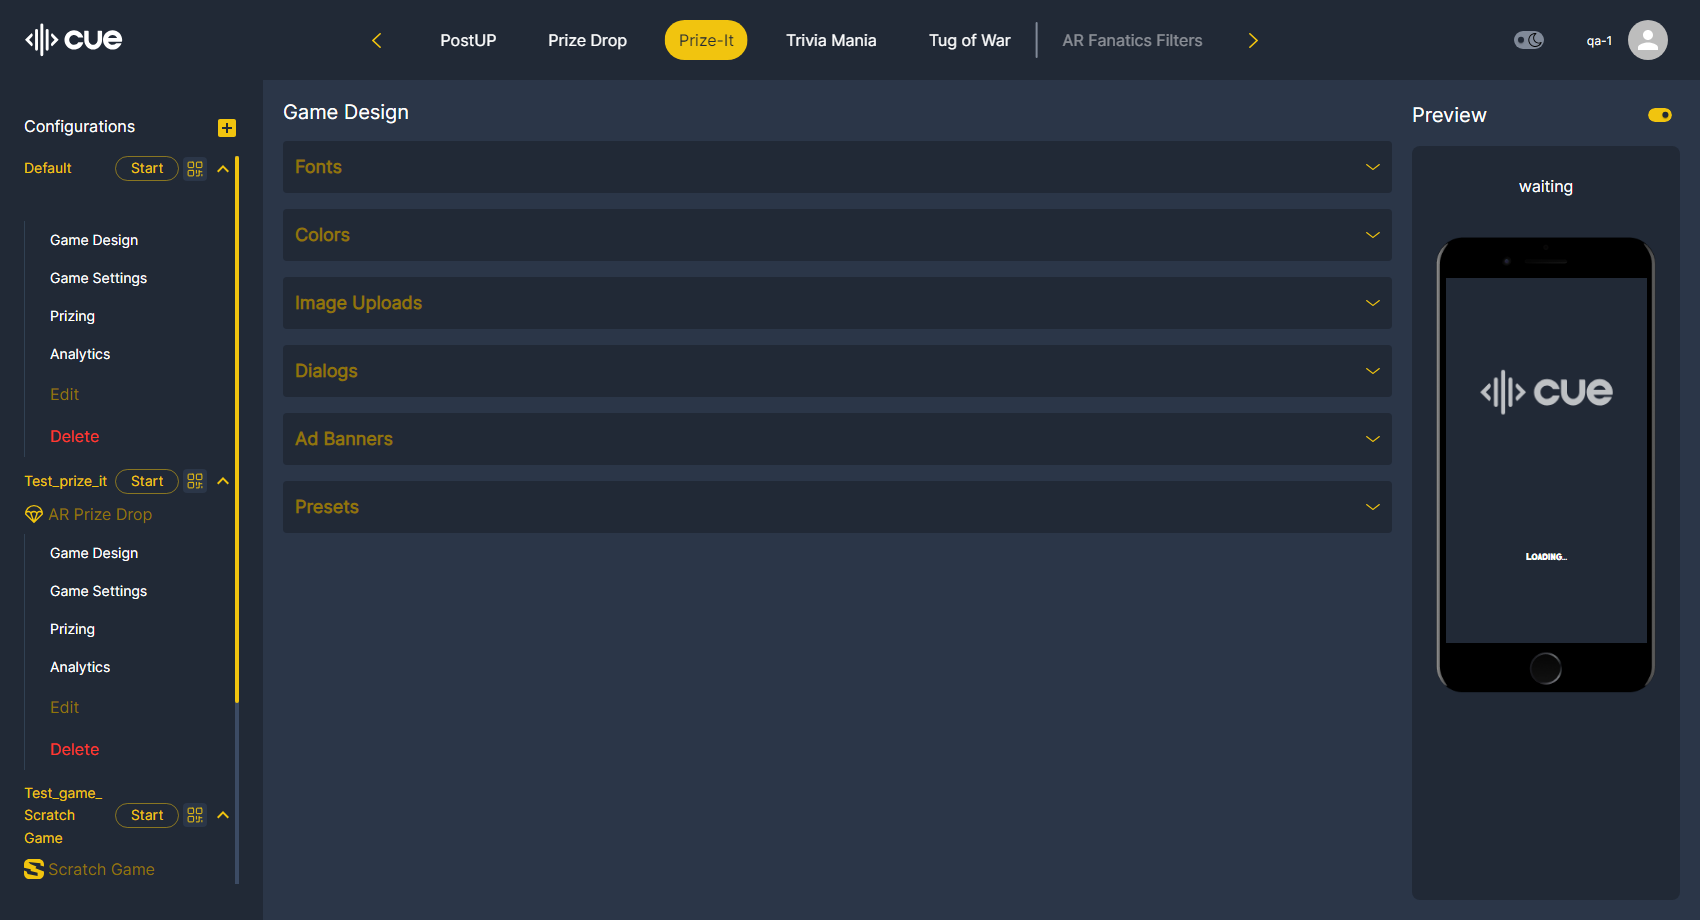 cue
PostUP
Prize Drop
Prize-It
Trivia Mania
Tug of War
AR Fanatics Filters
qa-1
Configurations
Default
Start
Game Design
Game Settings
Prizing
Analytics
Edit
Delete
Test_prize_it
Start
AR Prize Drop
Game Design
Game Settings
Prizing
Analytics
Edit
Delete
Test_game_
Scratch
Game
Start
Scratch Game
Game Design
Fonts
Colors
Image Uploads
Dialogs
Ad Banners
Presets
Preview
waiting
cue
LOADING...